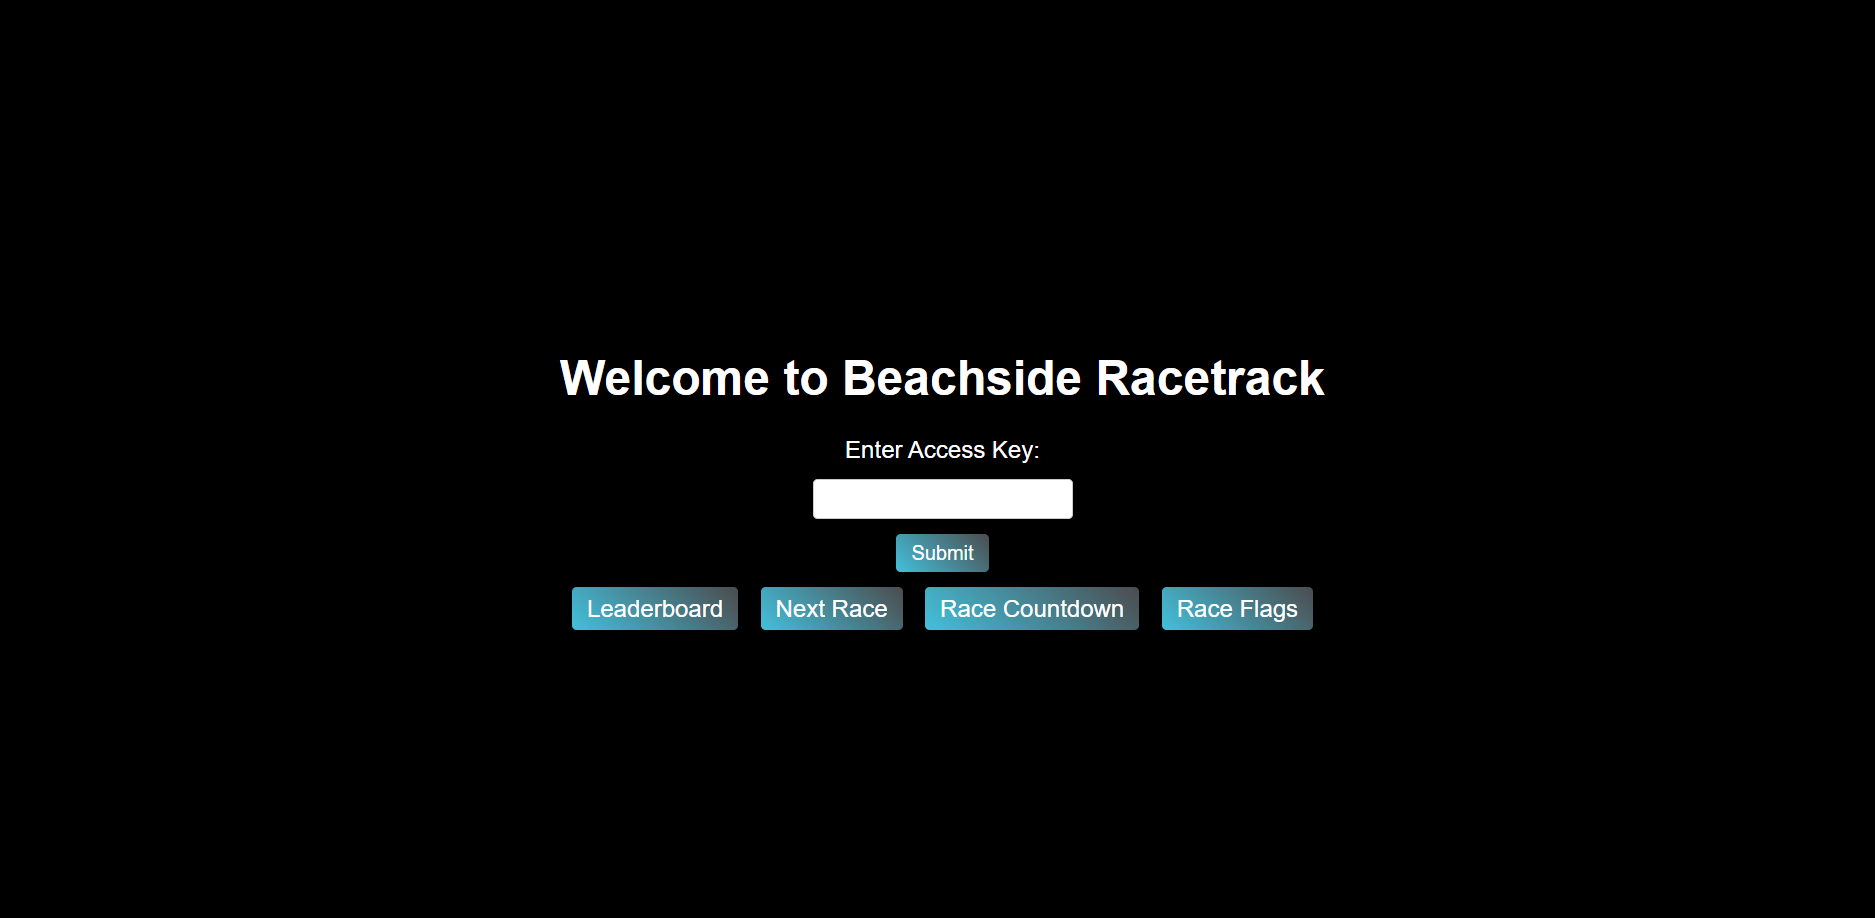 Welcome to Beachside Racetrack
Enter Access Key:
Submit
Leaderboard Next Race Race Countdown Race Flags